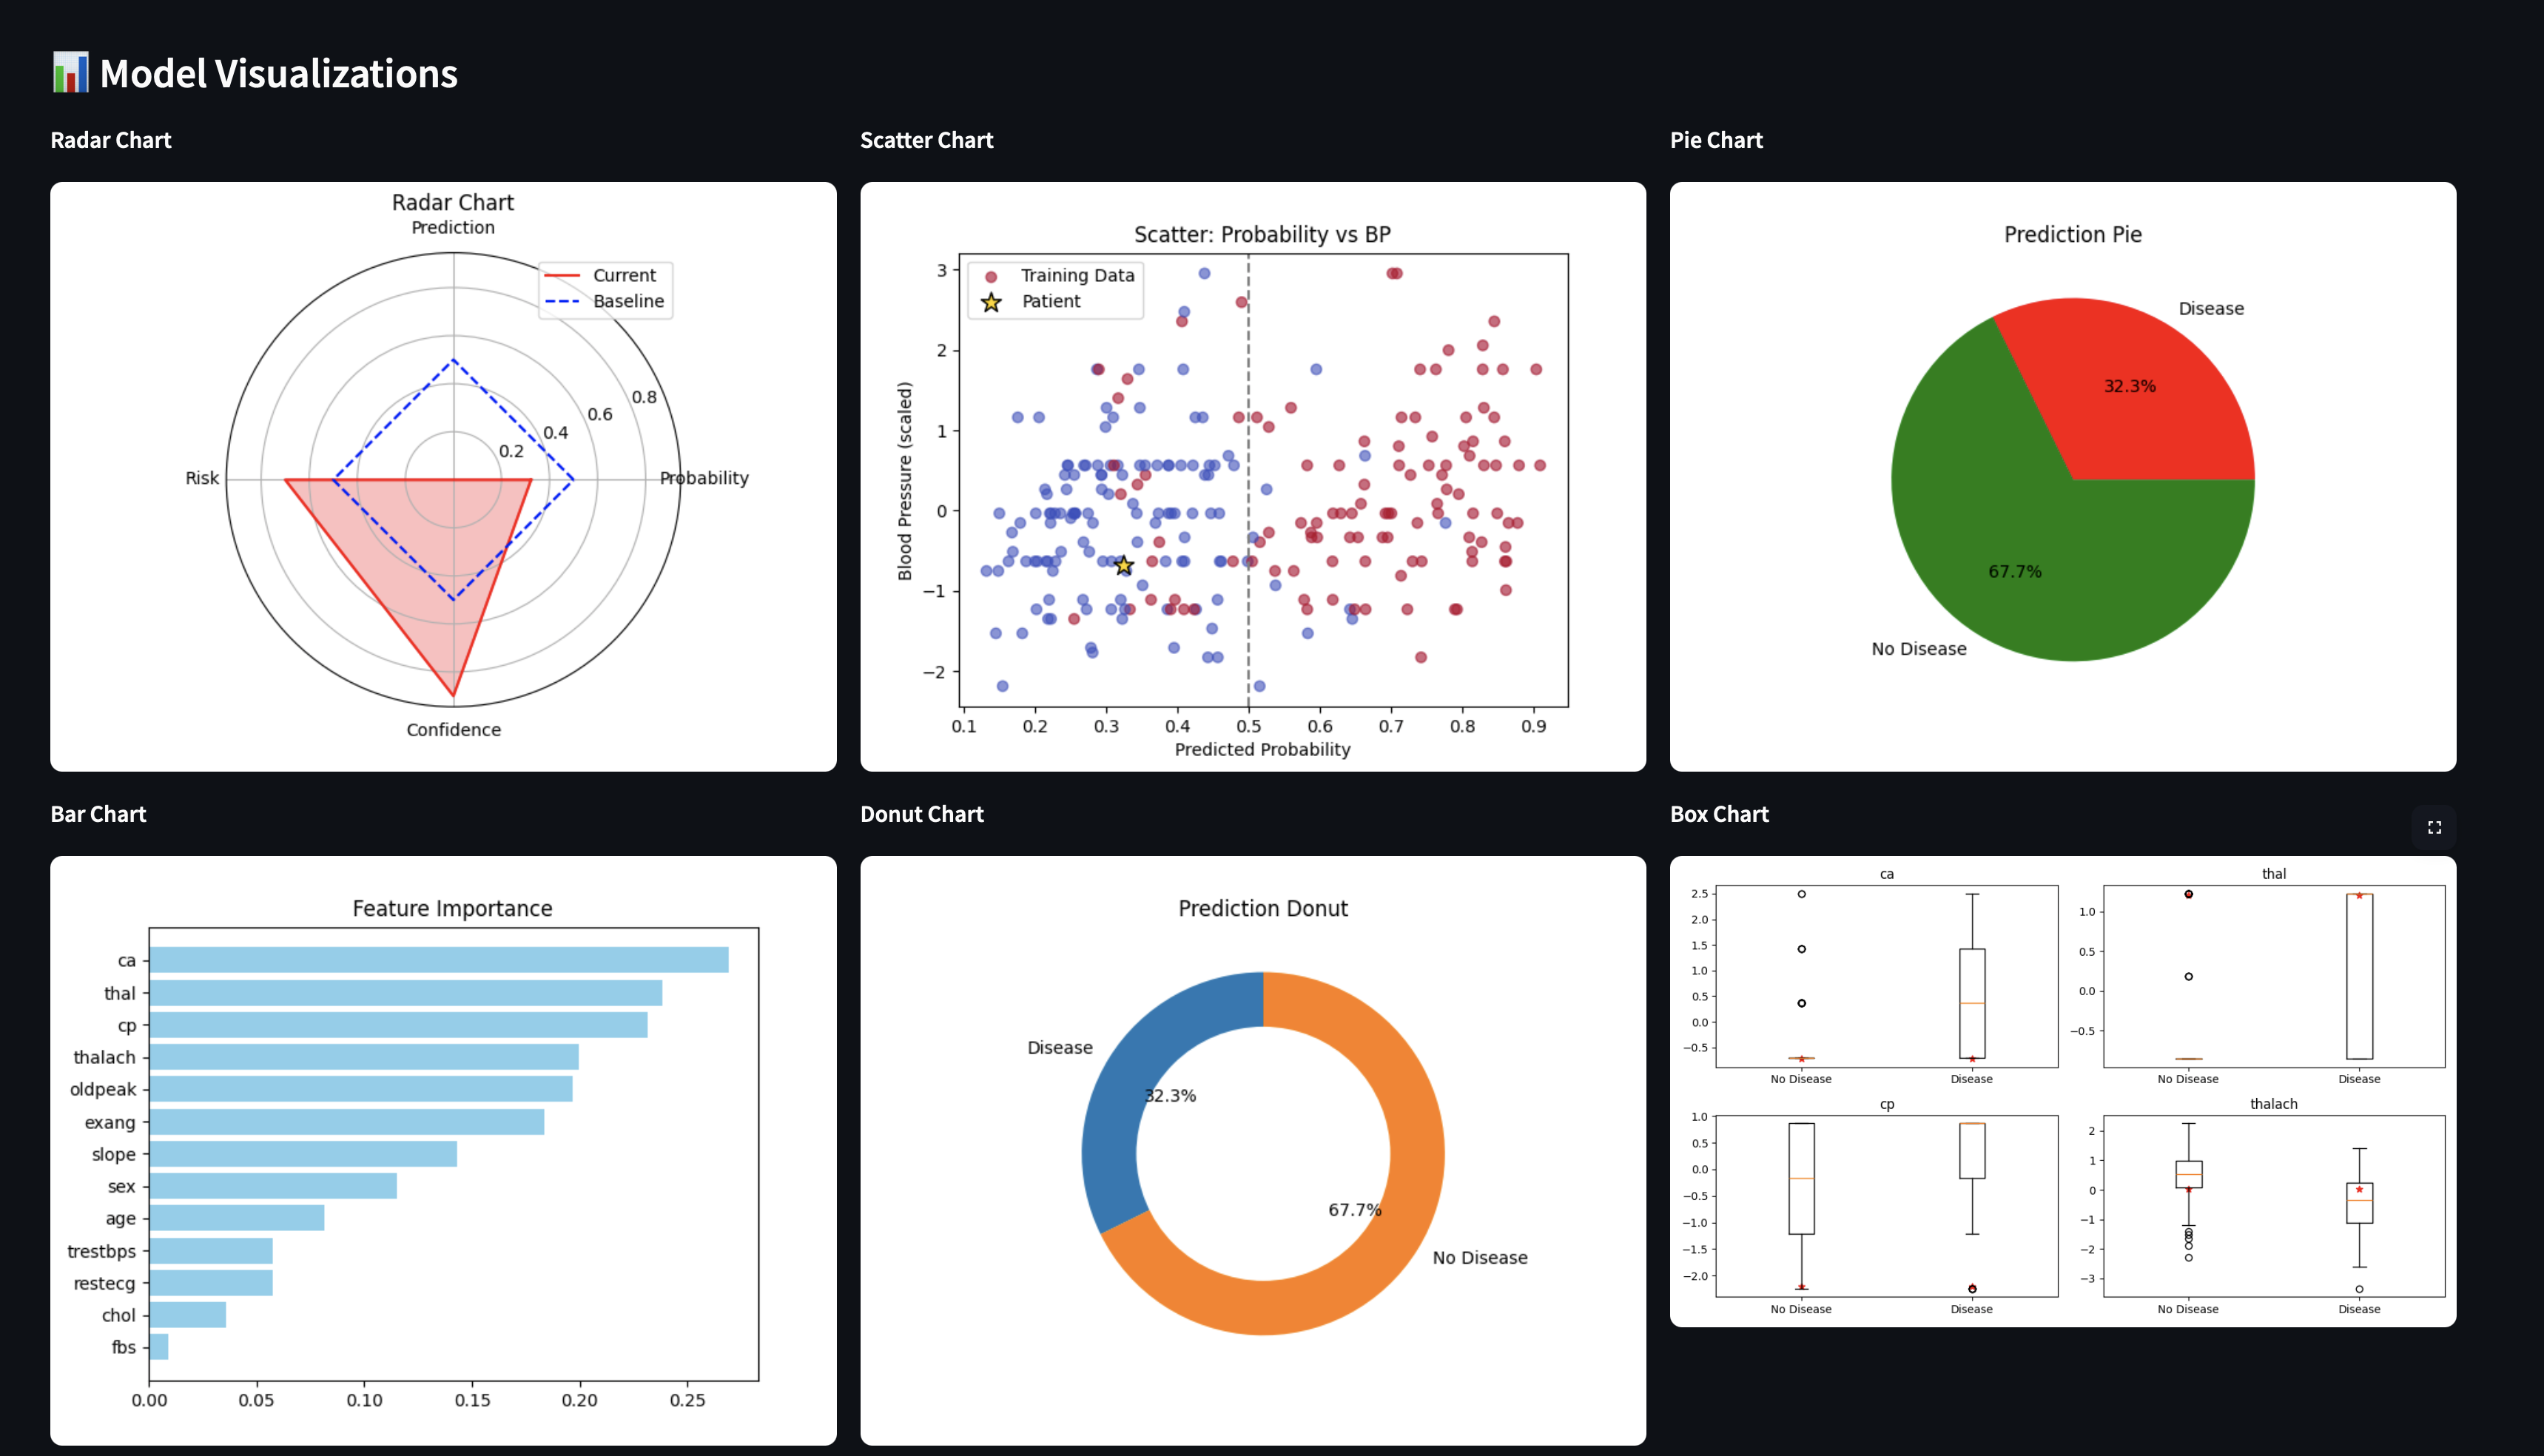 📊 Model Visualizations
Radar Chart
Radar Chart
Prediction
Current
Baseline
0.8
0.6
0.4
0.2
Risk
Probability
Confidence
Scatter Chart
Scatter: Probability vs BP
Training Data
Patient
Blood Pressure (scaled)
3
2
1
0
−1
−2
0.1 0.2 0.3 0.4 0.5 0.6 0.7 0.8 0.9
Predicted Probability
Pie Chart
Prediction Pie
Disease
32.3%
67.7%
No Disease
Bar Chart
Feature Importance
ca
thal
cp
thalach
oldpeak
exang
slope
sex
age
trestbps
restecg
chol
fbs
0.00 0.05 0.10 0.15 0.20 0.25
Donut Chart
Prediction Donut
Disease
32.3%
67.7%
No Disease
Box Chart
ca
2.5
2.0
1.5
1.0
0.5
0.0
−0.5
No Disease Disease
thal
1.0
0.5
0.0
−0.5
No Disease Disease
cp
1.0
0.5
0.0
−0.5
−1.0
−1.5
−2.0
No Disease Disease
thalach
2
1
0
−1
−2
−3
No Disease Disease